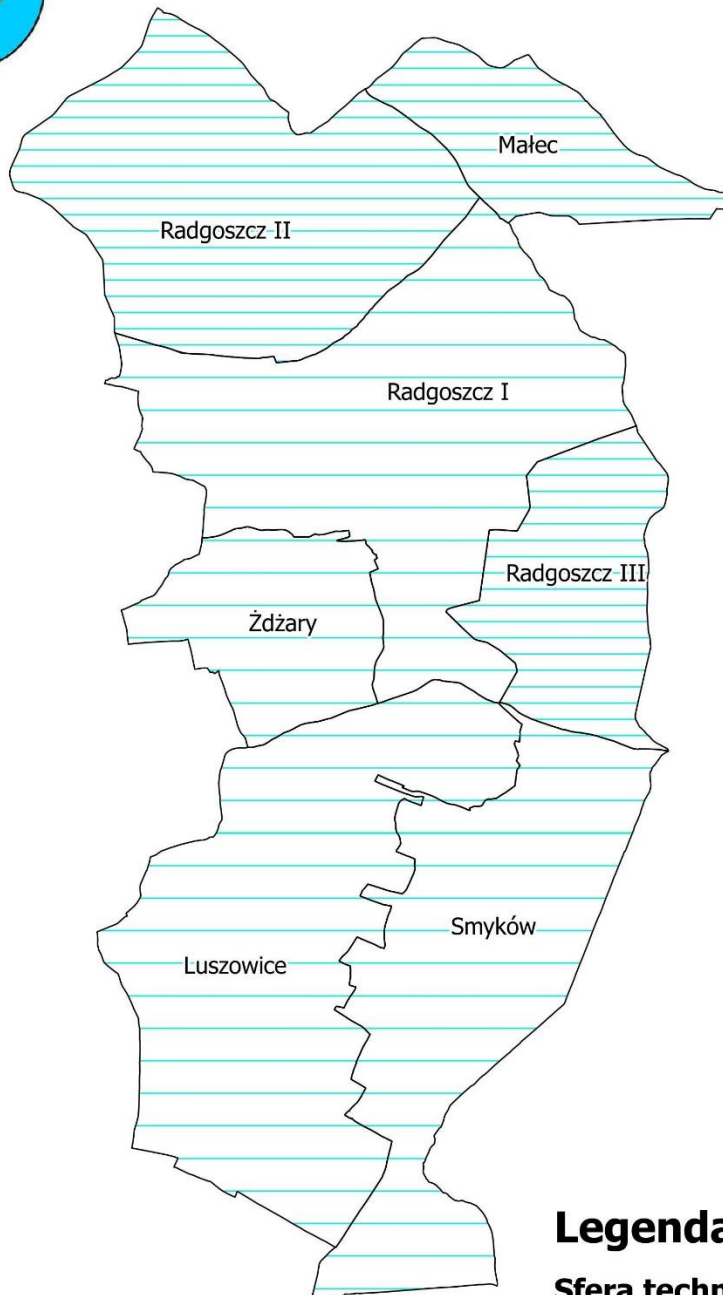 Małec
Radgoszcz II
Radgoszcz I
Radgoszcz III
Żdżary
Smyków
Luszowice
Legenda